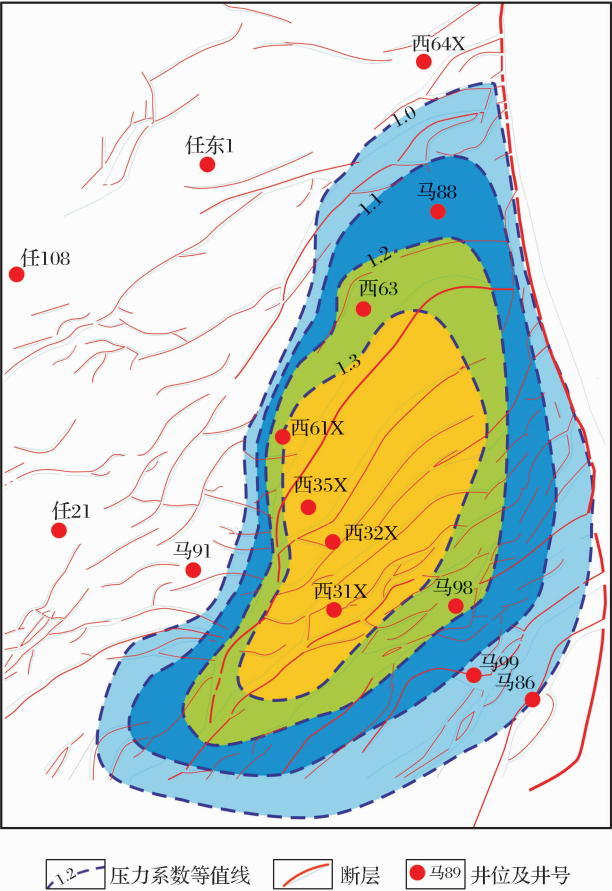 西64X
1.0
任东1
1.1
马88
任108
1.2
西63
1.3
西61X
西35X
任21
西32X
马91
西31X
马98
马99
马86
1.2 压力系数等值线 断层 马89 井位及井号